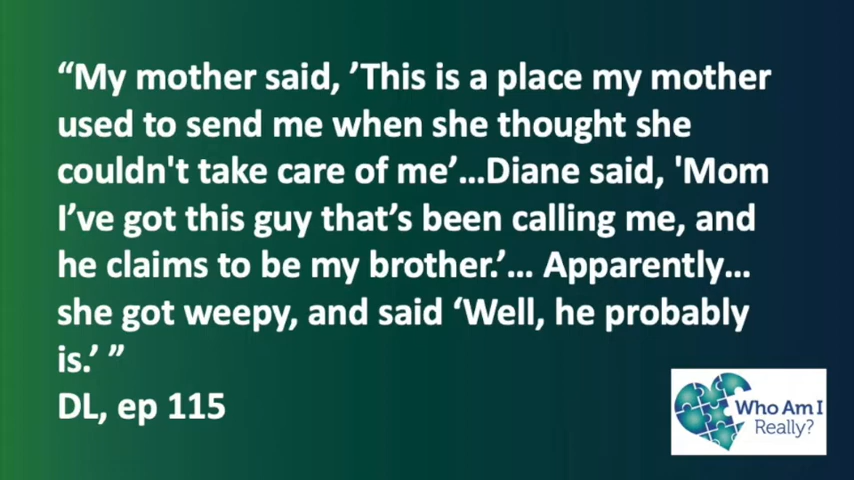 “My mother said, ’This is a place my mother
used to send me when she thought she
couldn't take care of me’...Diane said, 'Mom
I’ve got this guy that’s been calling me, and
he claims to be my brother.’... Apparently...
she got weepy, and said ‘Well, he probably
is.’ ”
DL, ep 115
Who Am I
Really?